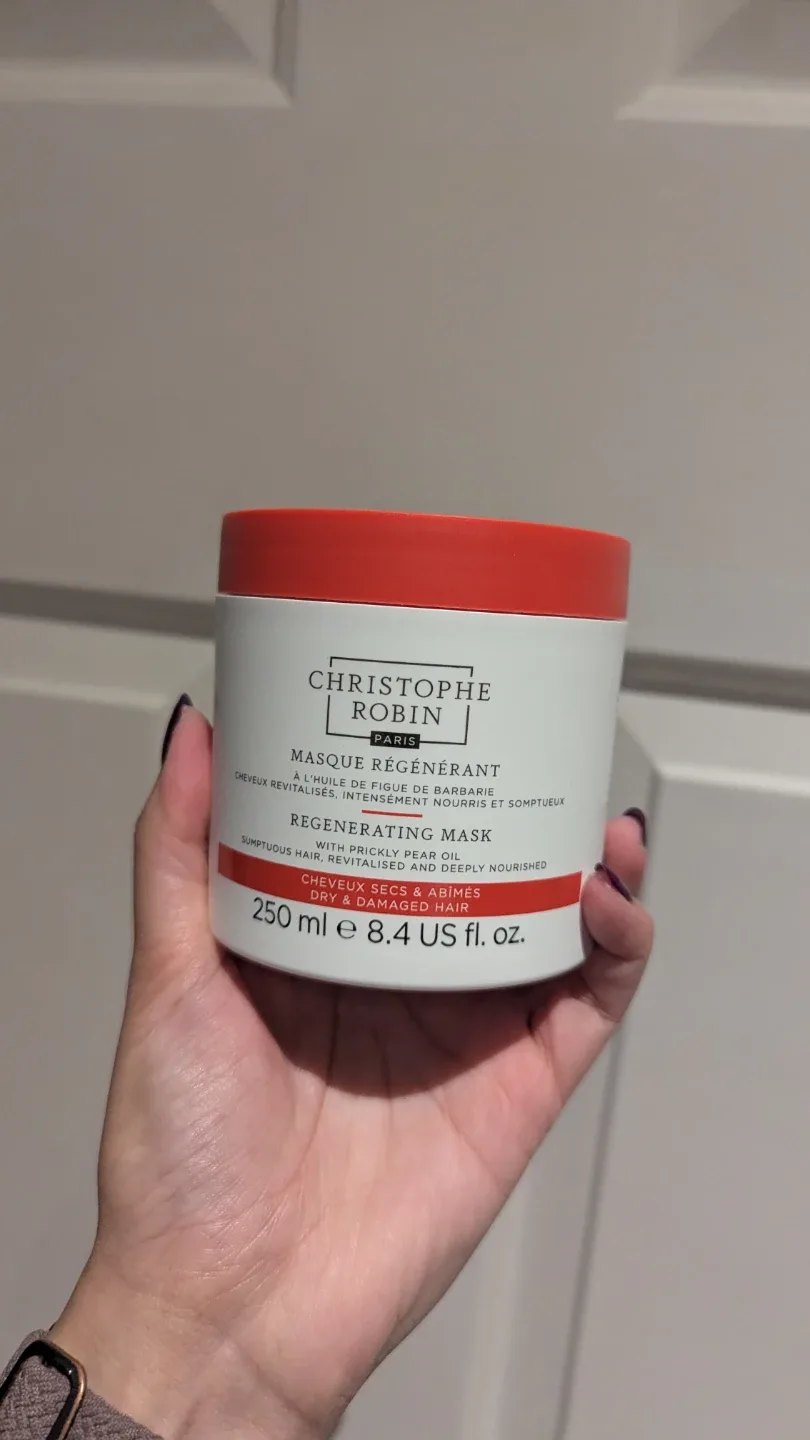 CHRISTOPHE
ROBIN
PARIS
MASQUE RÉGÉNÉRANT
À L'HUILE DE FIGUE DE BARBARIE
CHEVEUX REVITALISÉS, INTENSÉMENT NOURRIS ET SOMPTUEUX
REGENERATING MASK
WITH PRICKLY PEAR OIL
SUMPTUOUS HAIR, REVITALISED AND DEEPLY NOURISHED
CHEVEUX SECS & ABÎMÉS
DRY & DAMAGED HAIR
250 ml ℮ 8.4 US fl. oz.